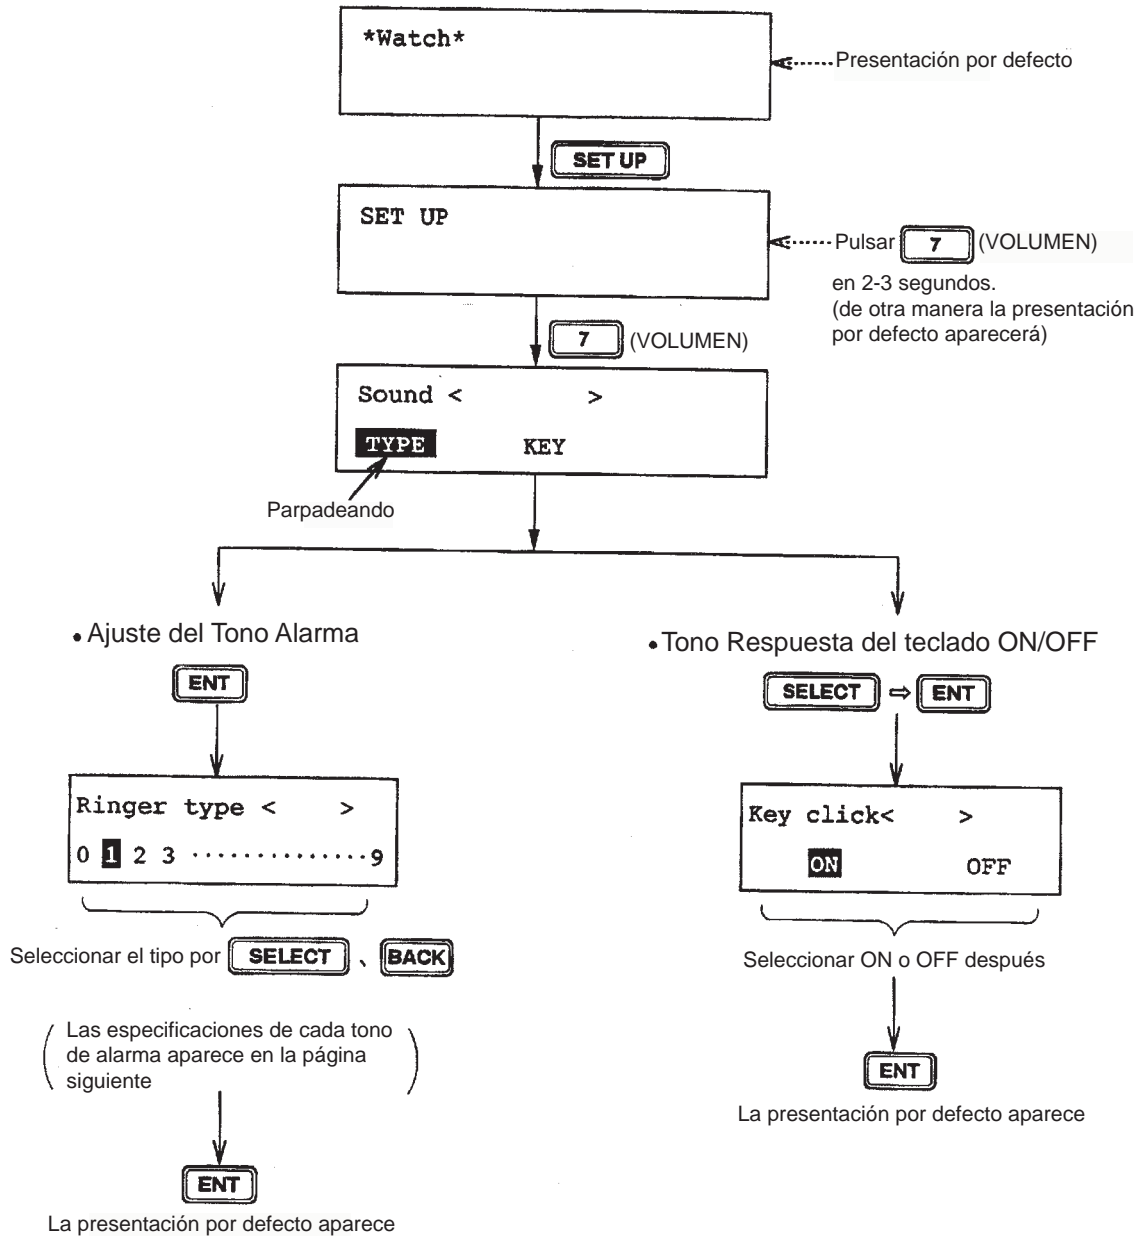 *Watch*
Presentación por defecto
SET UP
SET UP
Pulsar 7 (VOLUMEN)
en 2-3 segundos.
(de otra manera la presentación
por defecto aparecerá)
7 (VOLUMEN)
Sound < >
TYPE KEY
Parpadeando
• Ajuste del Tono Alarma
ENT
Ringer type < >
0 1 2 3 ··············9
Seleccionar el tipo por SELECT 、 BACK
( Las especificaciones de cada tono
de alarma aparece en la página
siguiente )
ENT
La presentación por defecto aparece
• Tono Respuesta del teclado ON/OFF
SELECT ⇨ ENT
Key click< >
ON OFF
Seleccionar ON o OFF después
ENT
La presentación por defecto aparece